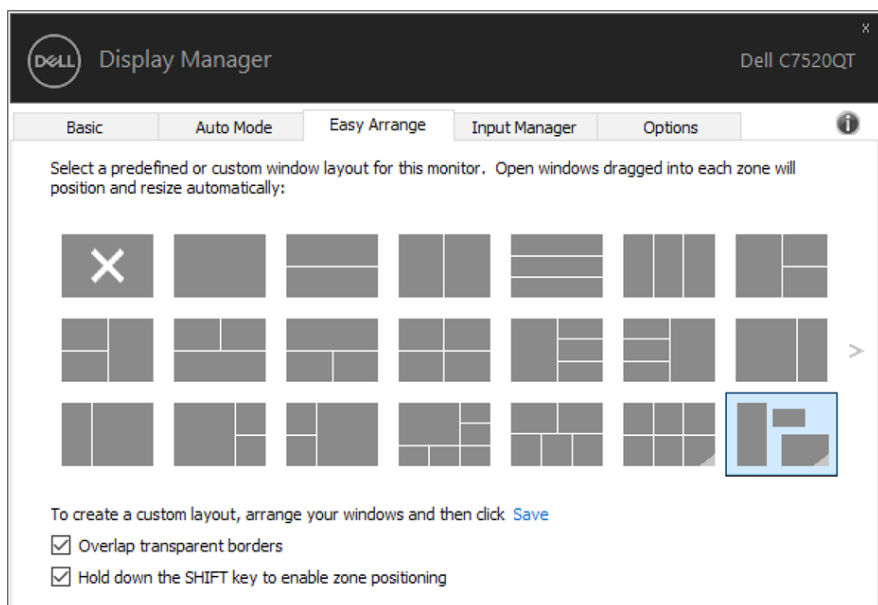 x
DELL Display Manager Dell C7520QT
Basic Auto Mode Easy Arrange Input Manager Options
Select a predefined or custom window layout for this monitor. Open windows dragged into each zone will
position and resize automatically:
>
To create a custom layout, arrange your windows and then click Save
Overlap transparent borders
Hold down the SHIFT key to enable zone positioning